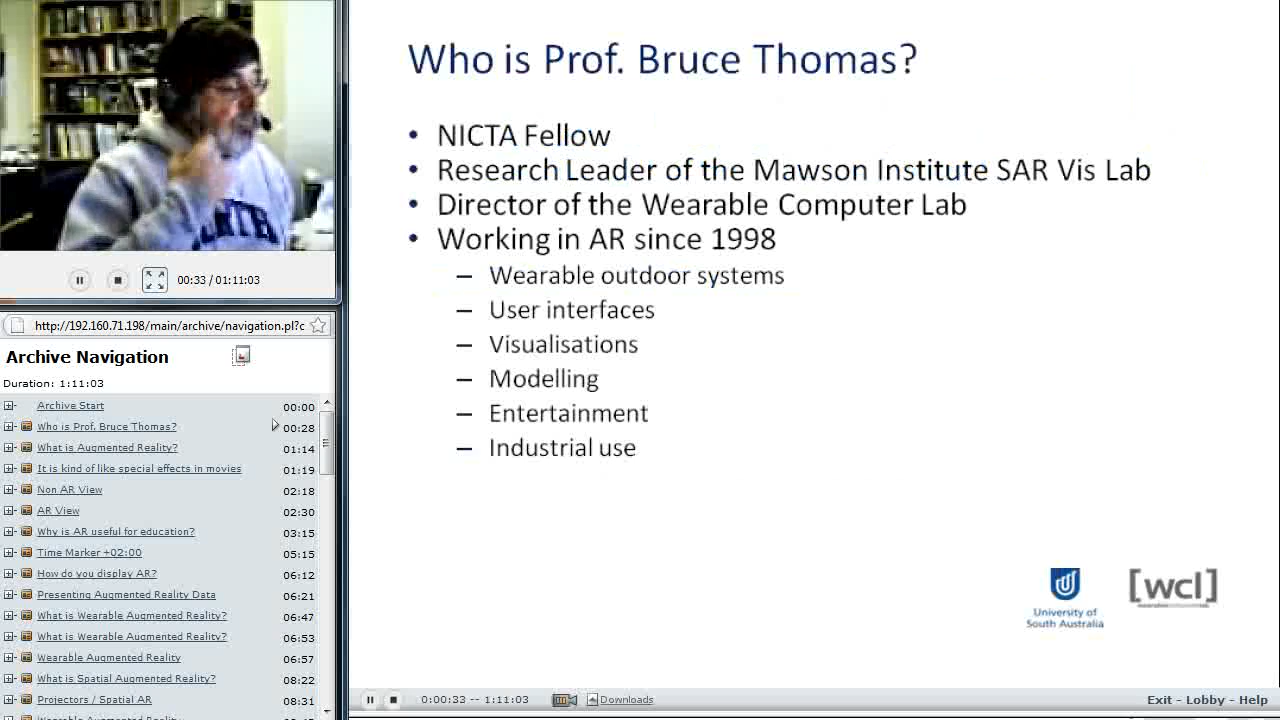 Who is Prof. Bruce Thomas?
• NICTA Fellow
• Research Leader of the Mawson Institute SAR Vis Lab
• Director of the Wearable Computer Lab
• Working in AR since 1998
– Wearable outdoor systems
– User interfaces
– Visualisations
– Modelling
– Entertainment
– Industrial use
University of
South Australia
[wcl]
00:33 / 01:11:03
http://192.160.71.198/main/archive/navigation.pl?c
Archive Navigation
Duration: 1:11:03
Archive Start 00:00
Who is Prof. Bruce Thomas? 00:28
What is Augmented Reality? 01:14
It is kind of like special effects in movies 01:19
Non AR View 02:18
AR View 02:30
Why is AR useful for education? 03:15
Time Marker +02:00 05:15
How do you display AR? 06:12
Presenting Augmented Reality Data 06:21
What is Wearable Augmented Reality? 06:47
What is Wearable Augmented Reality? 06:53
Wearable Augmented Reality 06:57
What is Spatial Augmented Reality? 08:22
Projectors / Spatial AR 08:31
0:00:33 -- 1:11:03
Downloads
Exit - Lobby - Help